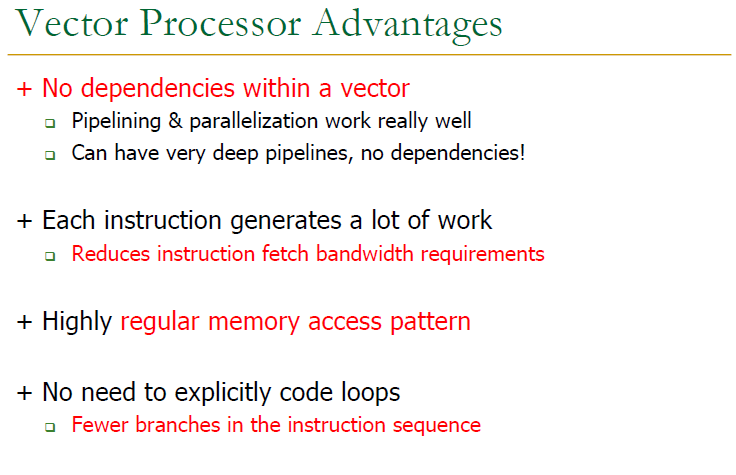 Vector Processor Advantages
+ No dependencies within a vector
❑ Pipelining & parallelization work really well
❑ Can have very deep pipelines, no dependencies!
+ Each instruction generates a lot of work
❑ Reduces instruction fetch bandwidth requirements
+ Highly regular memory access pattern
+ No need to explicitly code loops
❑ Fewer branches in the instruction sequence